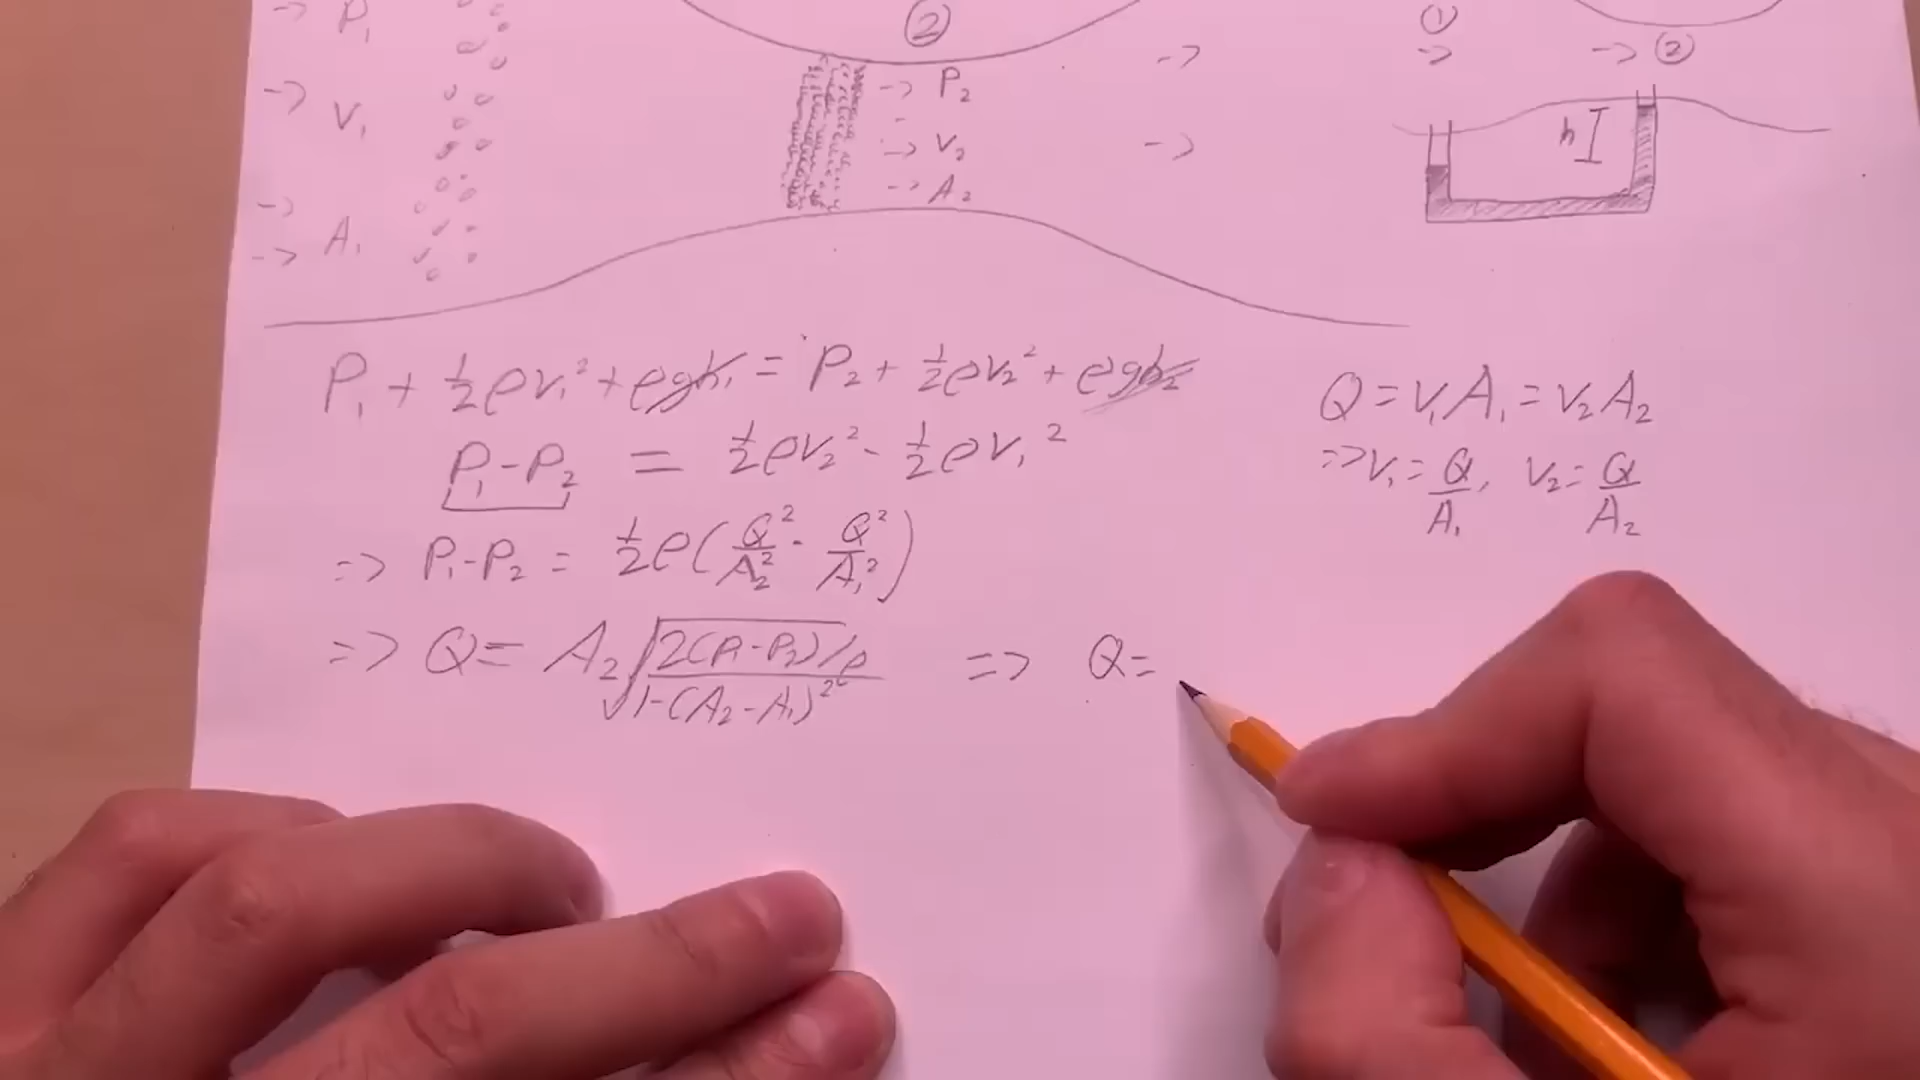 -> P₁
②
①
-> -> ②
-> P₂
-> V₁
-> V₂
-> A₂
-> A₁
P₁ + ½ρv₁² + ρgh₁ = P₂ + ½ρv₂² + ρgh₂
P₁-P₂ = ½ρv₂² - ½ρv₁²
=> P₁-P₂ = ½ρ(Q²/A₂² - Q²/A₁²)
=> Q = A₂√(2(P₁-P₂)/ρ / 1-(A₂-A₁)²) => Q=
Q = v₁A₁ = v₂A₂
=> v₁ = Q/A₁, v₂ = Q/A₂